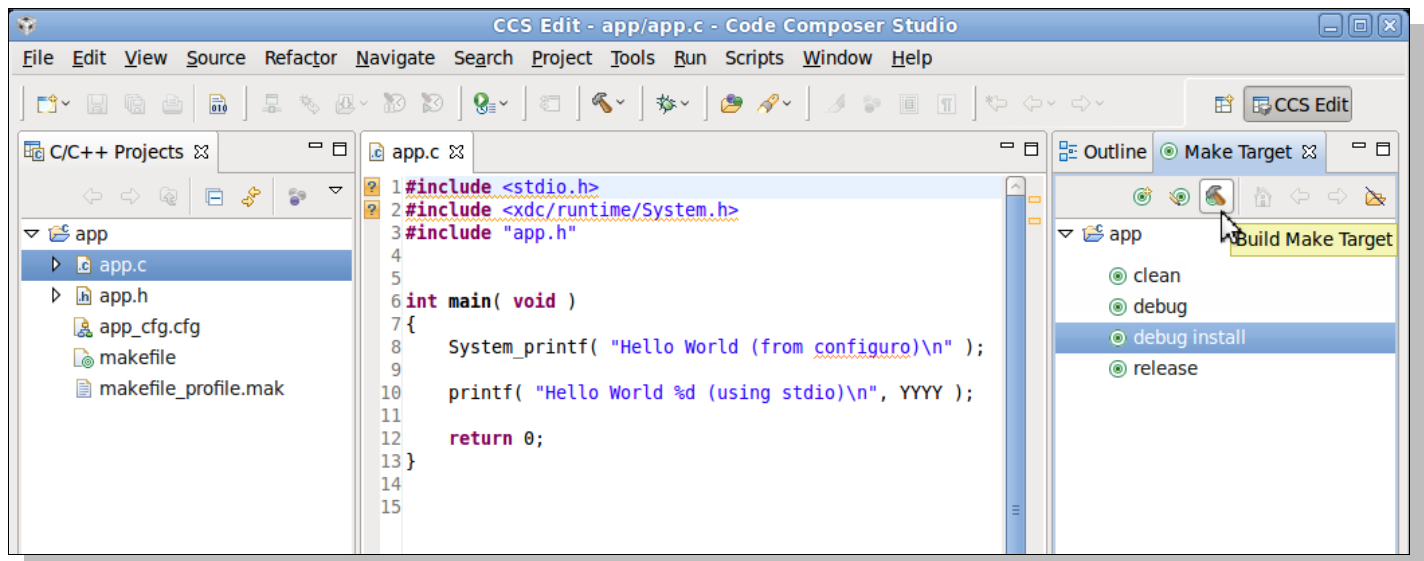 CCS Edit - app/app.c - Code Composer Studio
File Edit View Source Refactor Navigate Search Project Tools Run Scripts Window Help
010
CCS Edit
C/C++ Projects
app
app.c
app.h
app_cfg.cfg
makefile
makefile_profile.mak
app.c
1 #include <stdio.h>
2 #include <xdc/runtime/System.h>
3 #include "app.h"
4
5
6 int main( void )
7 {
8 System_printf( "Hello World (from configuro)\n" );
9
10 printf( "Hello World %d (using stdio)\n", YYYY );
11
12 return 0;
13 }
14
15
Outline Make Target
Build Make Target
app
clean
debug
debug install
release